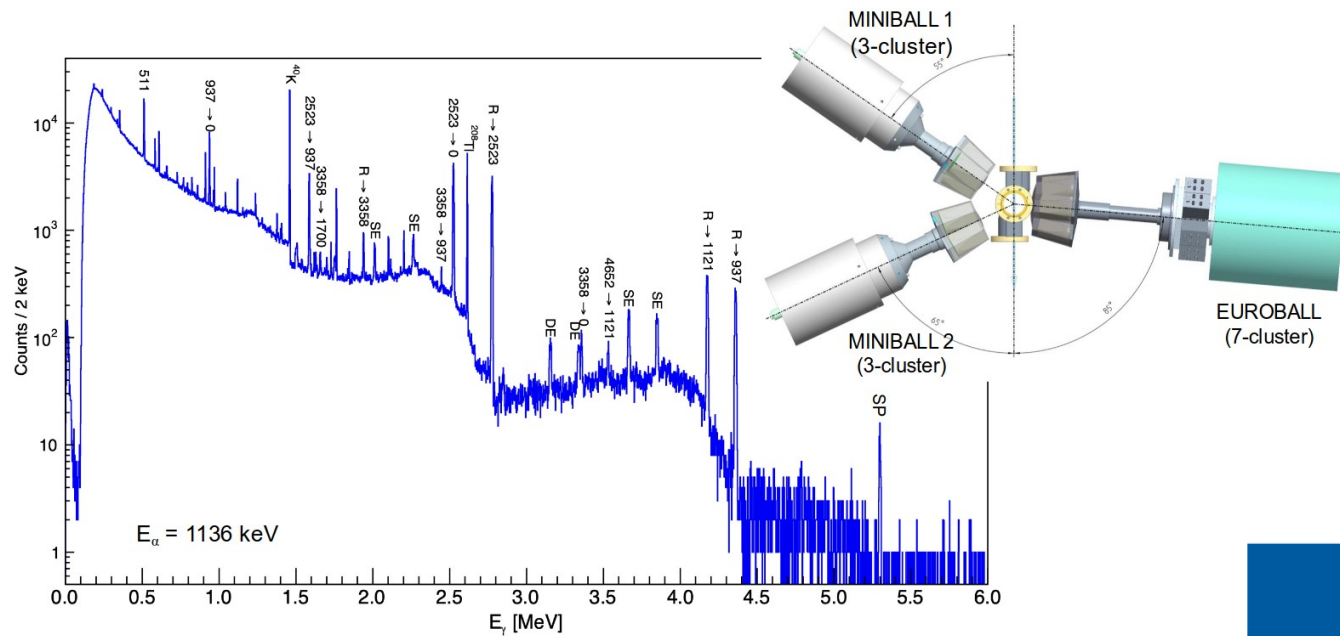 MINIBALL 1
(3-cluster)
55°
511
937 → 0
⁴⁰K
2523 → 937
3358 → 1700
R → 3358
SE
SE
3358 → 937
2523 → 0
²⁰⁸Tl
R → 2523
DE
DE
3358 → 0
4652 → 1121
SE
SE
R → 1121
R → 937
SP
Counts / 2 keV
10⁴
10³
10²
10
1
Eα = 1136 keV
0.0 0.5 1.0 1.5 2.0 2.5 3.0 3.5 4.0 4.5 5.0 5.5 6.0
Eγ [MeV]
65°
85°
MINIBALL 2
(3-cluster)
EUROBALL
(7-cluster)